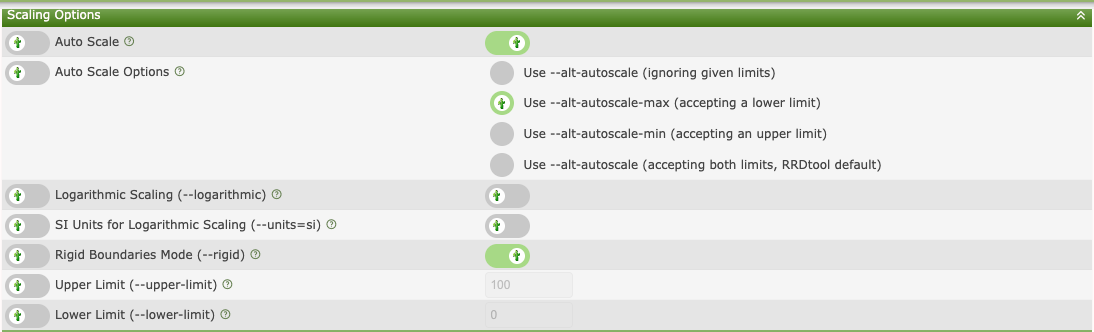 Scaling Options
Auto Scale
Auto Scale Options
Use --alt-autoscale (ignoring given limits)
Use --alt-autoscale-max (accepting a lower limit)
Use --alt-autoscale-min (accepting an upper limit)
Use --alt-autoscale (accepting both limits, RRDtool default)
Logarithmic Scaling (--logarithmic)
SI Units for Logarithmic Scaling (--units=si)
Rigid Boundaries Mode (--rigid)
Upper Limit (--upper-limit) 100
Lower Limit (--lower-limit) 0